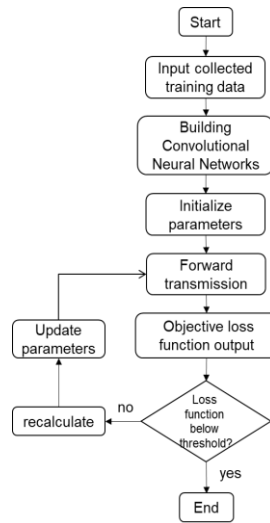 Start
Input collected
training data
Building
Convolutional
Neural Networks
Initialize
parameters
Forward
transmission
Update
parameters
Objective loss
function output
recalculate
no
Loss
function
below
threshold?
yes
End